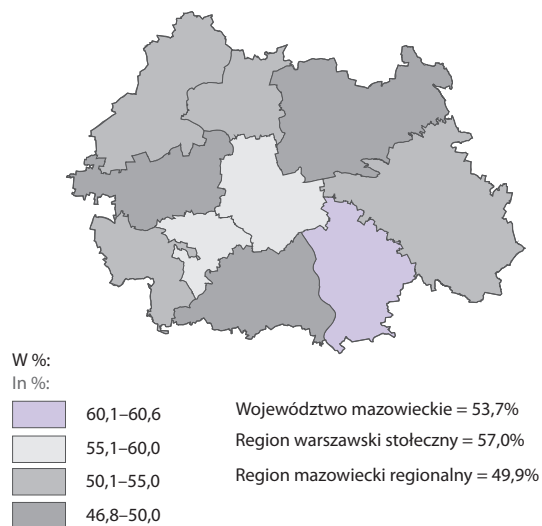 W %:
In %:
60,1–60,6
55,1–60,0
50,1–55,0
46,8–50,0
Województwo mazowieckie = 53,7%
Region warszawski stołeczny = 57,0%
Region mazowiecki regionalny = 49,9%